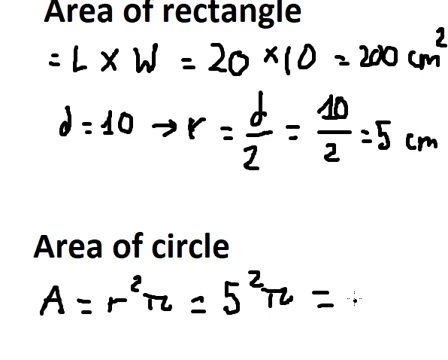 Area of rectangle
= L × W = 20 × 10 = 200 cm²
d = 10 → r = d/2 = 10/2 = 5 cm
Area of circle
A = r²π = 5²π =